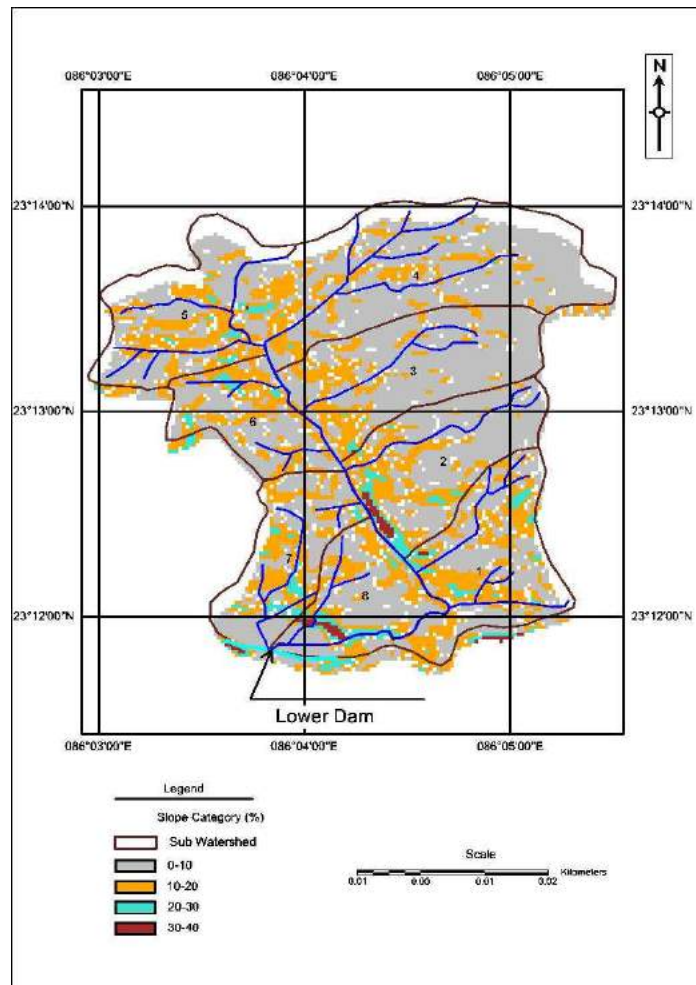 086°03'00"E 086°04'00"E 086°05'00"E
N
23°14'00"N 23°14'00"N
4
5
3
23°13'00"N 23°13'00"N
6
2
7 1
8
23°12'00"N 23°12'00"N
Lower Dam
086°03'00"E 086°04'00"E 086°05'00"E
Legend
Slope Category (%)
Sub Watershed
0-10
10-20
20-30
30-40
Scale
0.01 0.00 0.01 0.02 Kilometers